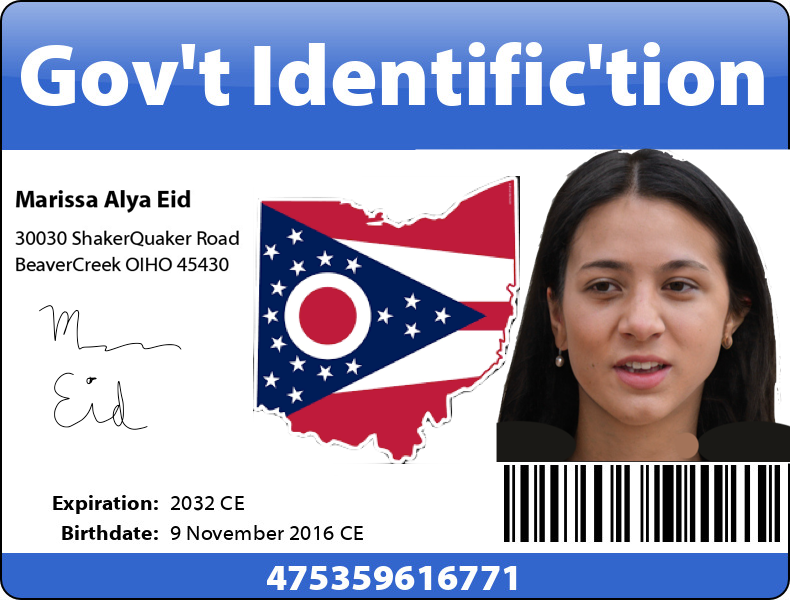 Gov't Identific'tion
Marissa Alya Eid
30030 ShakerQuaker Road
BeaverCreek OIHO 45430
M
Eid
Expiration: 2032 CE
Birthdate: 9 November 2016 CE
475359616771